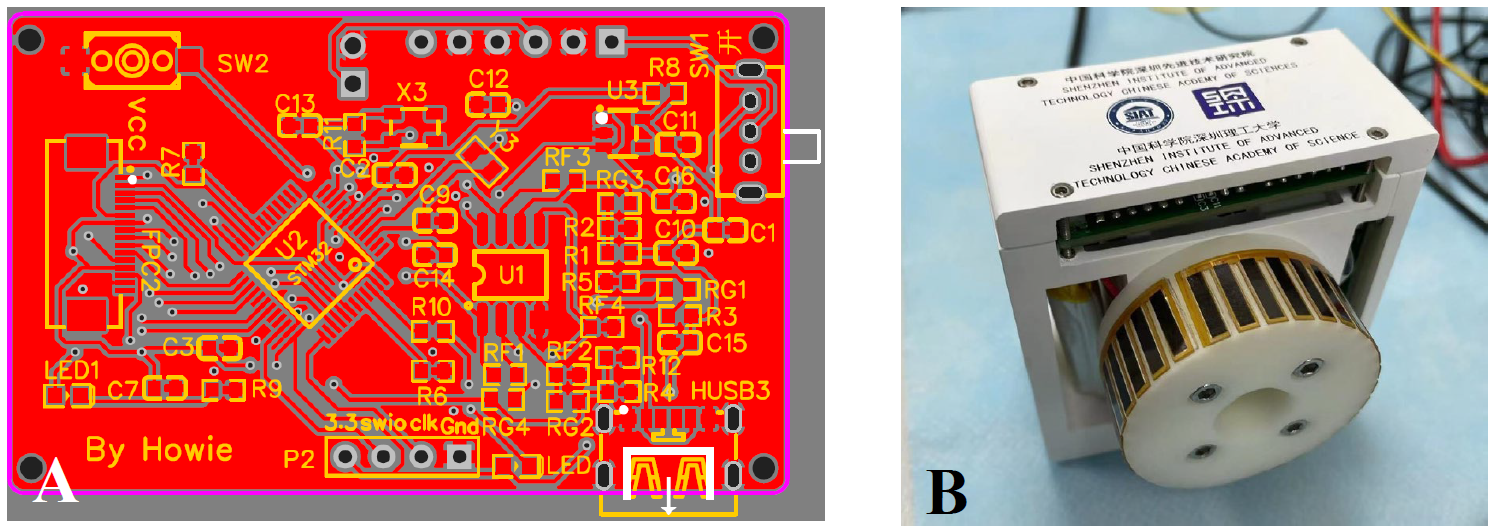 SW2
VCC
C13
R11
X3
C12
U3
R8
SW1 开
C11
R7
C2
Y3
RF3
RG3
C16
C9
R2
C10
C1
FPC2
U2
STM32
C14
U1
R1
R5
RG1
R10
RF4
R3
C15
C3
LED1
C7
R9
R6
RF1
RF2
R12
R4
HUSB3
RG4
RG2
3.3 swio clk Gnd
By Howie
P2
LED
A
中国科学院深圳先进技术研究院
SHENZHEN INSTITUTE OF ADVANCED
TECHNOLOGY CHINESE ACADEMY OF SCIENCES
SIAT
中国科学院深圳理工大学
SHENZHEN INSTITUTE OF ADVANCED
TECHNOLOGY CHINESE ACADEMY OF SCIENCE
B